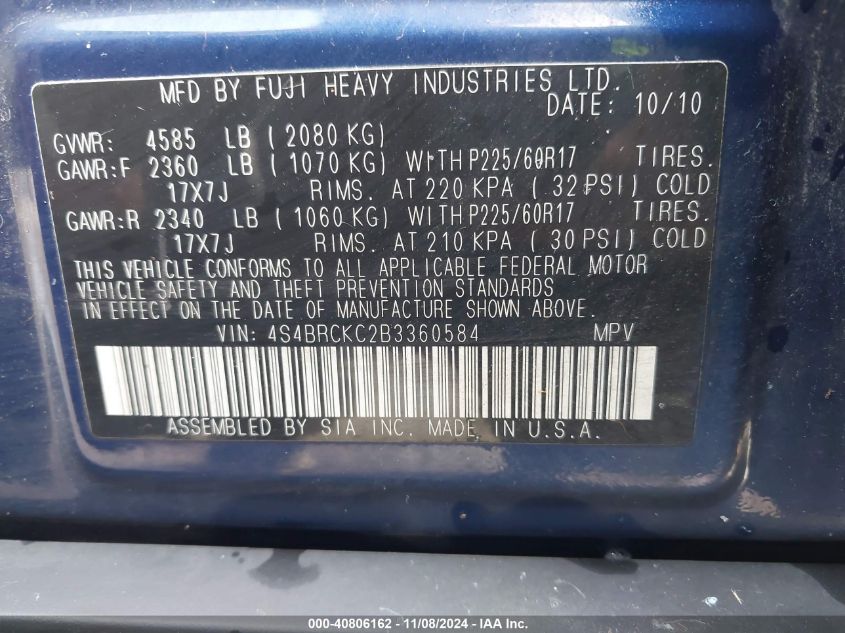 MFD BY FUJI HEAVY INDUSTRIES LTD.
DATE: 10/10
GVWR: 4585 LB (2080 KG)
GAWR:F 2360 LB (1070 KG) WITH P225/60R17 TIRES.
17X7J RIMS. AT 220 KPA (32 PSI) COLD
GAWR:R 2340 LB (1060 KG) WITH P225/60R17 TIRES.
17X7J RIMS. AT 210 KPA (30 PSI) COLD
THIS VEHICLE CONFORMS TO ALL APPLICABLE FEDERAL MOTOR
VEHICLE SAFETY AND THEFT PREVENTION STANDARDS
IN EFFECT ON THE DATE OF MANUFACTURE SHOWN ABOVE.
VIN: 4S4BRCKC2B3360584 MPV
ASSEMBLED BY SIA INC. MADE IN U.S.A.
000-40806162 - 11/08/2024 - IAA Inc.